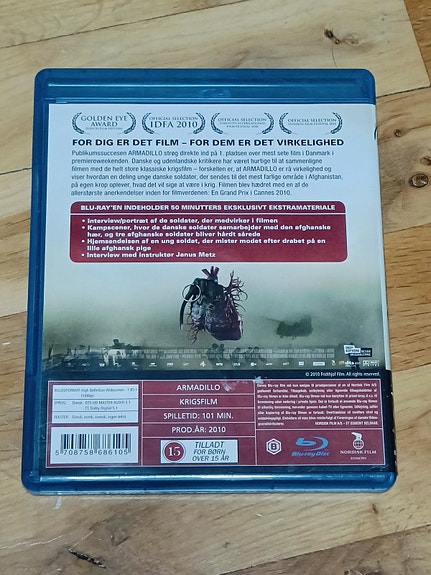 GOLDEN EYE
AWARD
OFFICIAL SELECTION
IDFA 2010
OFFICIAL SELECTION
OFFICIAL SELECTION
FOR DIG ER DET FILM – FOR DEM ER DET VIRKELIGHED
Publikumssuccesen ARMADILLO strøg direkte ind på 1. pladsen over mest sete film i Danmark i
premiereweekenden. Danske og udenlandske kritikere har været hurtige til at sammenligne
filmen med de helt store klassiske krigsfilm – forskellen er, at ARMADILLO er rå virkelighed og
viser hvordan en deling unge danske soldater, der sendes til det mest farlige område i Afghanistan,
på egen krop oplever, hvad det vil sige at være i krig. Filmen blev hædret med en af de
allerstørste anerkendelser inden for filmverdenen: En Grand Prix i Cannes 2010.
BLU-RAY'EN INDEHOLDER 50 MINUTTERS EKSKLUSIVT EKSTRAMATERIALE
• Interview/portræt af de soldater, der medvirker i filmen
• Kampscener, hvor de danske soldater samarbejder med den afghanske
hær, og tre afghanske soldater bliver hårdt sårede
• Hjemsendelsen af en ung soldat, der mister modet efter drabet på en
lille afghansk pige
• Interview med instruktør Janus Metz
© 2010 Fridthjof Film. All rights reserved.
ARMADILLO
KRIGSFILM
SPILLETID: 101 MIN.
PROD.ÅR: 2010
15
TILLADT
FOR BØRN
OVER 15 ÅR
5 708758 686105
B
Blu-ray Disc
NORDISK FILM
NORDISK FILM A/S - ET EGMONT SELSKAB.